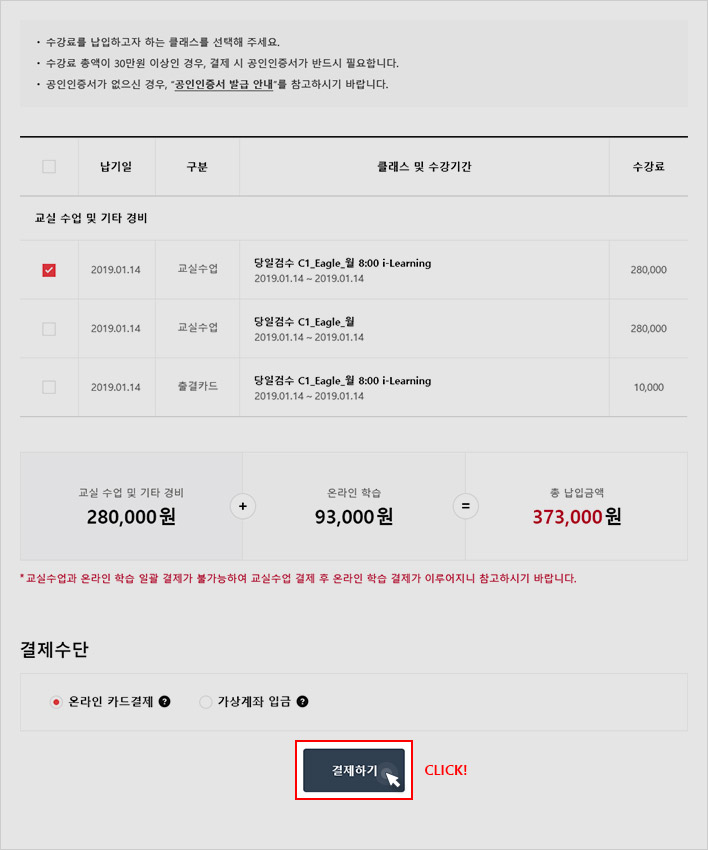 · 수강료를 납입하고자 하는 클래스를 선택해 주세요.
· 수강료 총액이 30만원 이상인 경우, 결제 시 공인인증서가 반드시 필요합니다.
· 공인인증서가 없으신 경우, “공인인증서 발급 안내”를 참고하시기 바랍니다.
납기일 구분 클래스 및 수강기간 수강료
교실 수업 및 기타 경비
2019.01.14 교실수업 당일검수 C1_Eagle_월 8:00 i-Learning 280,000
2019.01.14 ~ 2019.01.14
2019.01.14 교실수업 당일검수 C1_Eagle_월 280,000
2019.01.14 ~ 2019.01.14
2019.01.14 출결카드 당일검수 C1_Eagle_월 8:00 i-Learning 10,000
2019.01.14 ~ 2019.01.14
교실 수업 및 기타 경비 온라인 학습 총 납입금액
280,000원 + 93,000원 = 373,000원
* 교실수업과 온라인 학습 일괄 결제가 불가능하여 교실수업 결제 후 온라인 학습 결제가 이루어지니 참고하시기 바랍니다.
결제수단
온라인 카드결제 ? 가상계좌 입금 ?
결제하기 CLICK!